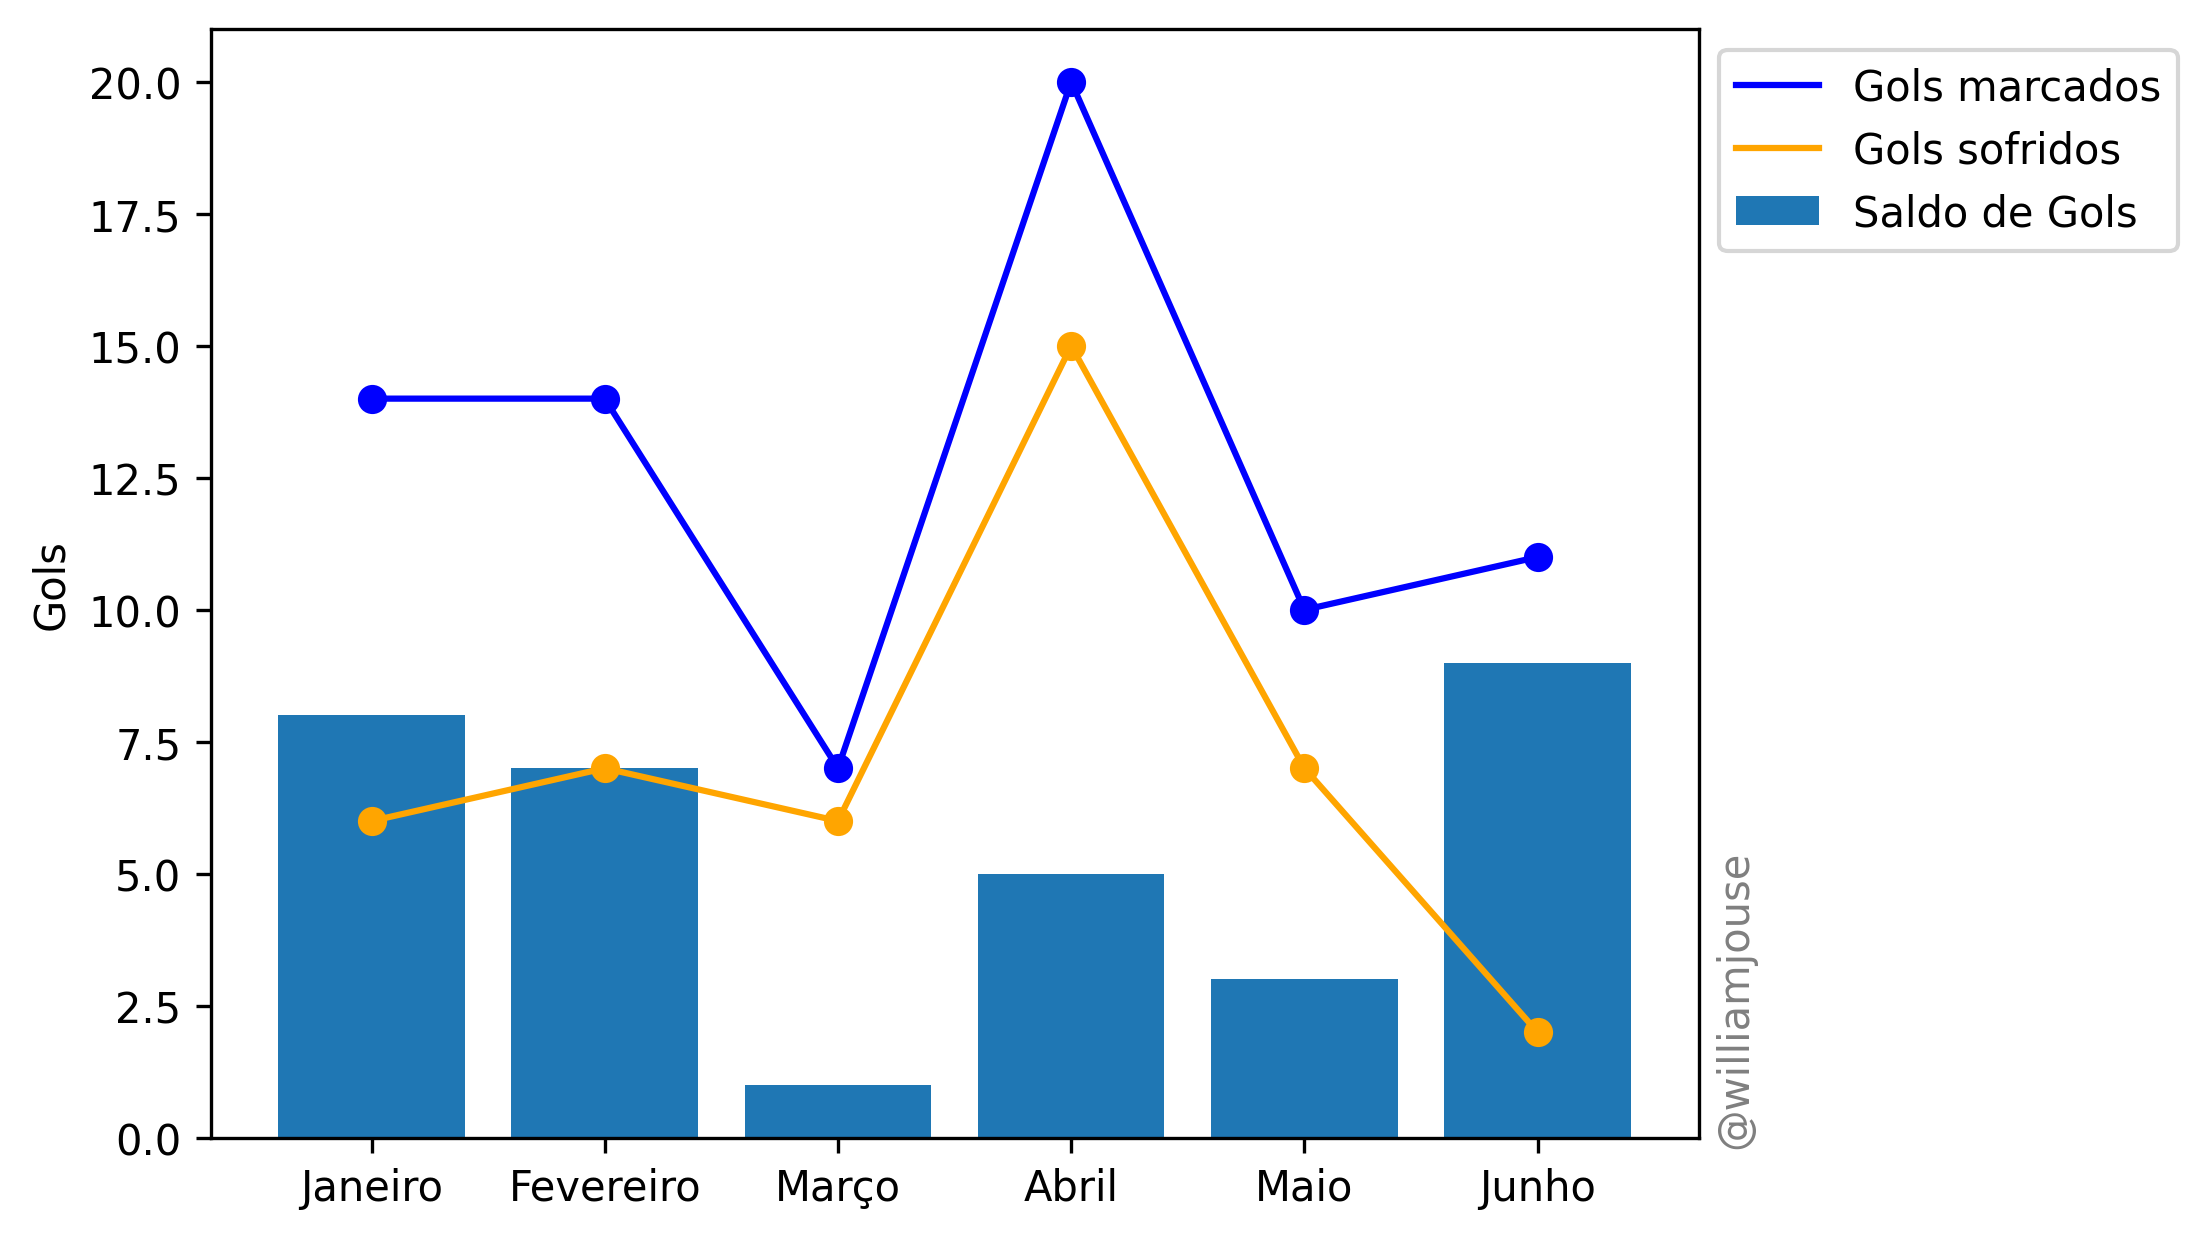 Gols
20.0
17.5
15.0
12.5
10.0
7.5
5.0
2.5
0.0
Janeiro Fevereiro Março Abril Maio Junho
Gols marcados
Gols sofridos
Saldo de Gols
@williamjouse